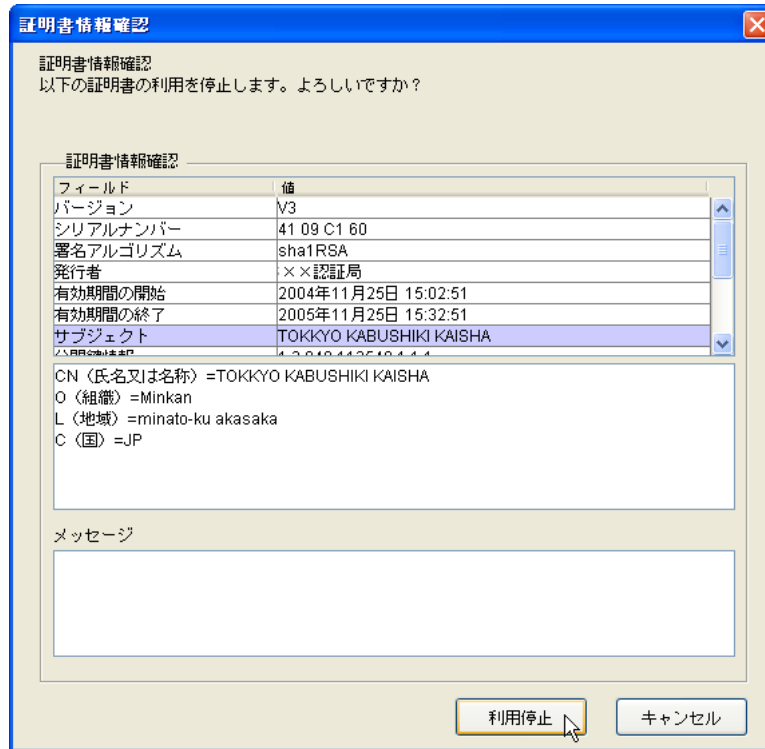 証明書情報確認
証明書情報確認
以下の証明書の利用を停止します。よろしいですか？
証明書情報確認
フィールド 値
バージョン V3
シリアルナンバー 41 09 C1 60
署名アルゴリズム sha1RSA
発行者 ××認証局
有効期間の開始 2004年11月25日 15:02:51
有効期間の終了 2005年11月25日 15:32:51
サブジェクト TOKKYO KABUSHIKI KAISHA
CN（氏名又は名称）=TOKKYO KABUSHIKI KAISHA
O（組織）=Minkan
L（地域）=minato-ku akasaka
C（国）=JP
メッセージ
利用停止 キャンセル